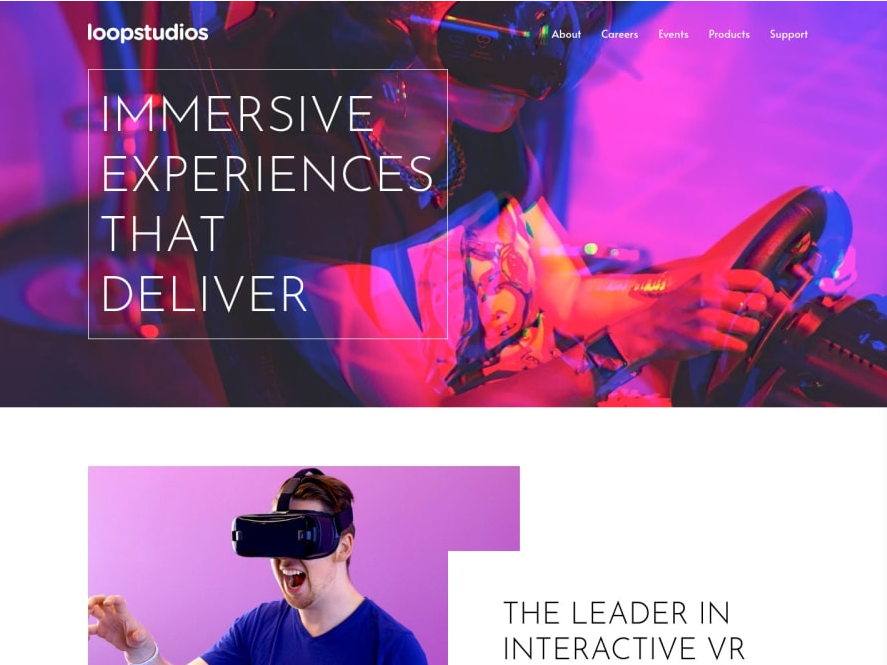 loopstudios
About Careers Events Products Support
IMMERSIVE
EXPERIENCES
THAT
DELIVER
THE LEADER IN
INTERACTIVE VR